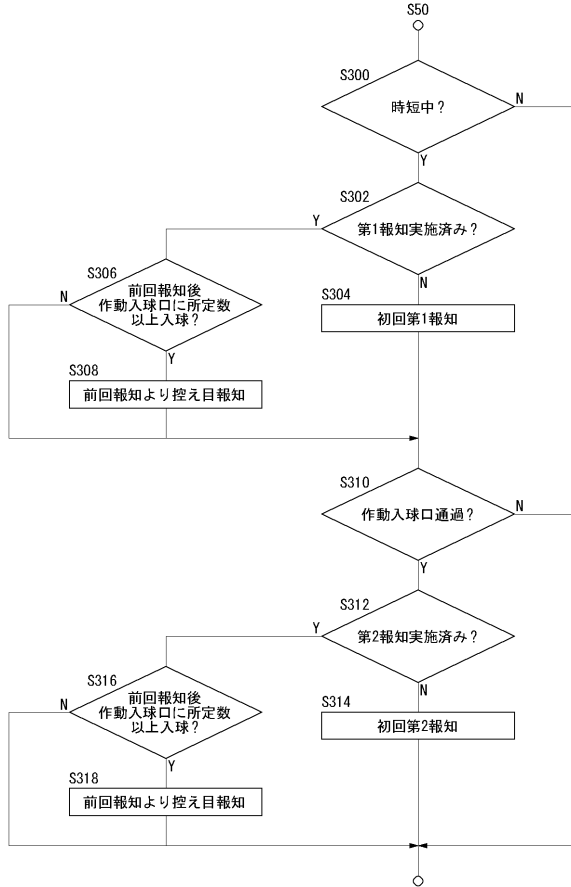 S50
S300
時短中?
N
Y
S302
第1報知実施済み?
Y
N
S306
前回報知後
作動入球口に所定数
以上入球?
N
Y
S304
初回第1報知
S308
前回報知より控え目報知
S310
作動入球口通過?
N
Y
S312
第2報知実施済み?
Y
N
S316
前回報知後
作動入球口に所定数
以上入球?
N
Y
S314
初回第2報知
S318
前回報知より控え目報知